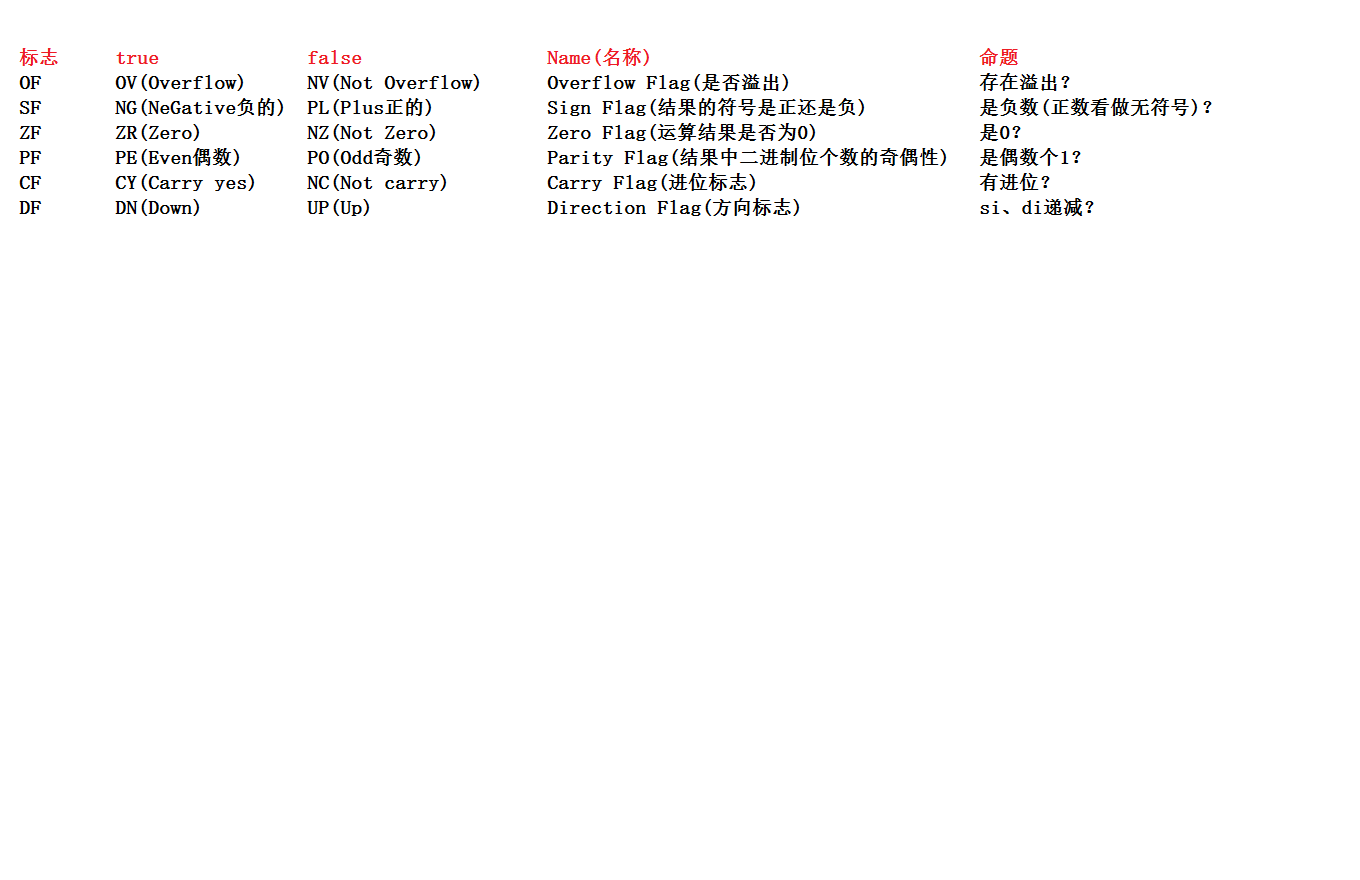 标志 true false Name(名称) 命题
OF OV(Overflow) NV(Not Overflow) Overflow Flag(是否溢出) 存在溢出?
SF NG(NeGative负的) PL(Plus正的) Sign Flag(结果的符号是正还是负) 是负数(正数看做无符号)?
ZF ZR(Zero) NZ(Not Zero) Zero Flag(运算结果是否为0) 是0?
PF PE(Even偶数) PO(Odd奇数) Parity Flag(结果中二进制位个数的奇偶性) 是偶数个1?
CF CY(Carry yes) NC(Not carry) Carry Flag(进位标志) 有进位?
DF DN(Down) UP(Up) Direction Flag(方向标志) si、di递减?